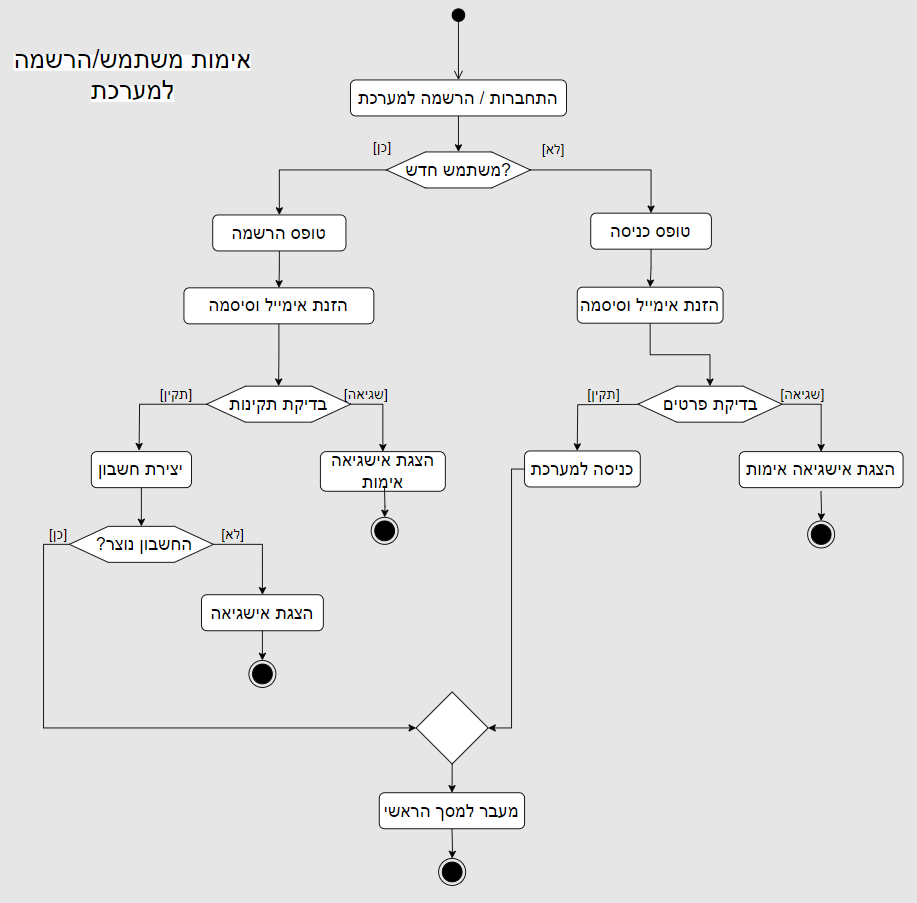 אימות משתמש/הרשמה
למערכת
התחברות / הרשמה למערכת
[כן]
[לא]
משתמש חדש?
טופס הרשמה
טופס כניסה
הזנת אימייל וסיסמה
הזנת אימייל וסיסמה
[תקין]
[שגיאה]
[תקין]
[שגיאה]
בדיקת תקינות
בדיקת פרטים
יצירת חשבון
הצגת אישגיאה
אימות
כניסה למערכת
הצגת אישגיאה אימות
[כן]
[לא]
החשבון נוצר?
הצגת אישגיאה
מעבר למסך הראשי